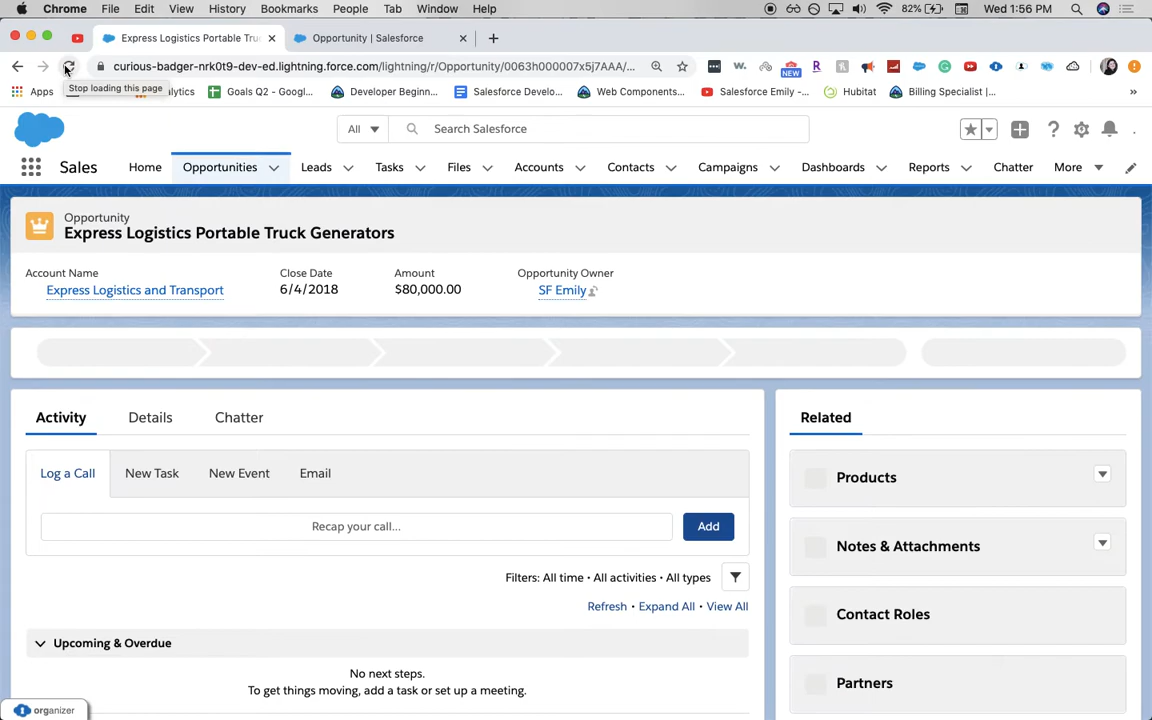 Chrome File Edit View History Bookmarks People Tab Window Help 82% Wed 1:56 PM
Express Logistics Portable Tru Opportunity | Salesforce
curious-badger-nrk0t9-dev-ed.lightning.force.com/lightning/r/Opportunity/0063h000007x5j7AAA/... NEW
Stop loading this page
Apps alytics Goals Q2 - Googl... Developer Beginn... Salesforce Develo... Web Components... Salesforce Emily -... Hubitat Billing Specialist |...
All Search Salesforce
Sales Home Opportunities Leads Tasks Files Accounts Contacts Campaigns Dashboards Reports Chatter More
Opportunity
Express Logistics Portable Truck Generators
Account Name Close Date Amount Opportunity Owner
Express Logistics and Transport 6/4/2018 $80,000.00 SF Emily
Activity Details Chatter
Related
Log a Call New Task New Event Email
Products
Recap your call... Add
Notes & Attachments
Filters: All time • All activities • All types
Refresh • Expand All • View All
Contact Roles
Upcoming & Overdue
No next steps.
To get things moving, add a task or set up a meeting.
Partners
organizer